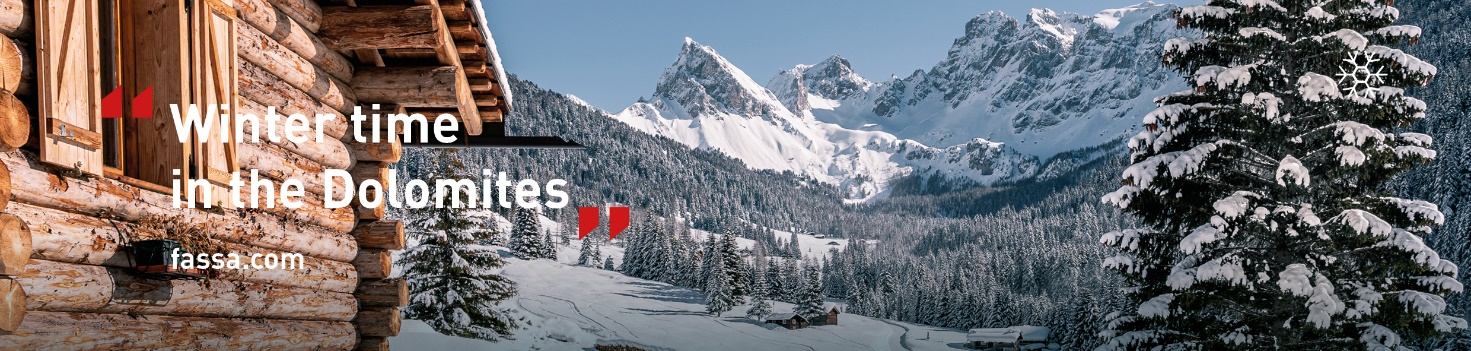 Winter time
in the Dolomites
fassa.com